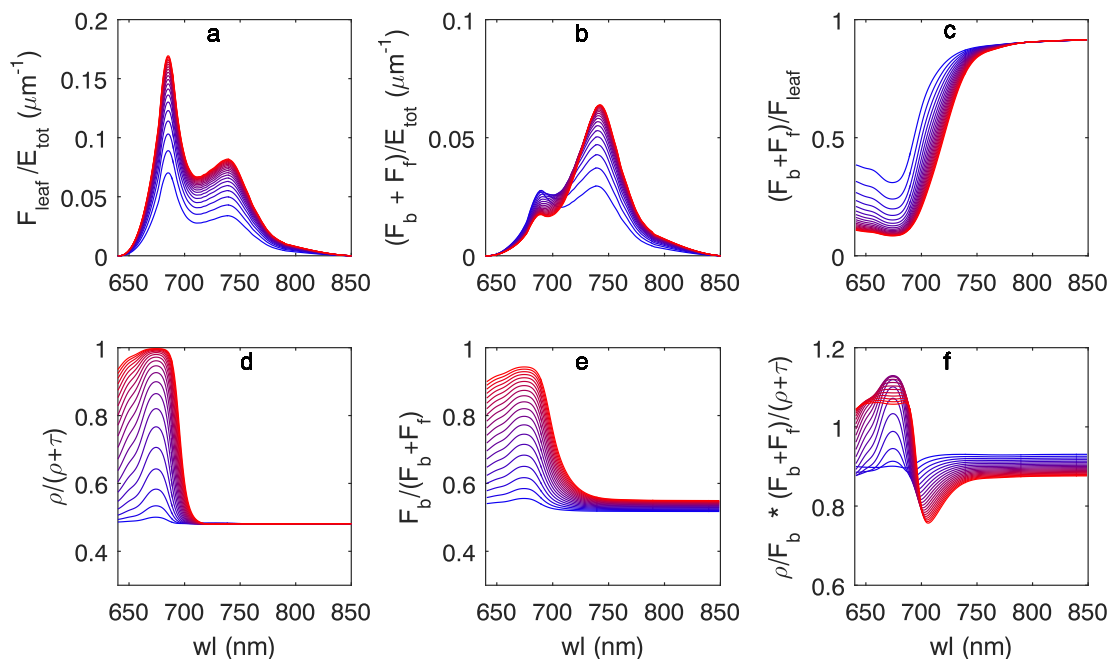 a
F_leaf/E_tot (μm⁻¹)
0.2
0.15
0.1
0.05
0
650 700 750 800 850
b
(F_b + F_f)/E_tot (μm⁻¹)
0.1
0.05
0
650 700 750 800 850
c
(F_b+F_f)/F_leaf
1
0.5
0
650 700 750 800 850
d
ρ/(ρ+τ)
1
0.8
0.6
0.4
650 700 750 800 850
wl (nm)
e
F_b/(F_b+F_f)
1
0.8
0.6
0.4
650 700 750 800 850
wl (nm)
f
ρ/F_b * (F_b+F_f)/(ρ+τ)
1.2
1
0.8
0.6
650 700 750 800 850
wl (nm)